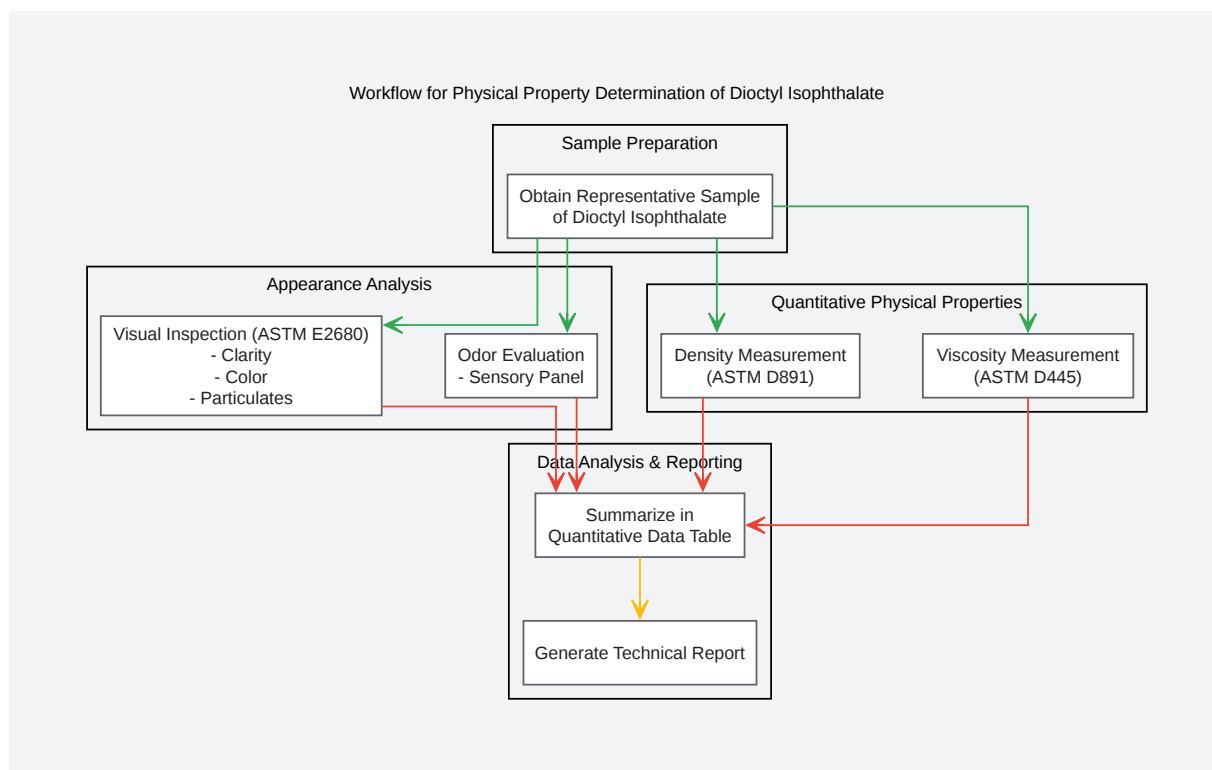 Workflow for Physical Property Determination of Dioctyl Isophthalate
Sample Preparation
Obtain Representative Sample
of Dioctyl Isophthalate
Appearance Analysis
Visual Inspection (ASTM E2680)
- Clarity
- Color
- Particulates
Odor Evaluation
- Sensory Panel
Quantitative Physical Properties
Density Measurement
(ASTM D891)
Viscosity Measurement
(ASTM D445)
Data Analysis & Reporting
Summarize in
Quantitative Data Table
Generate Technical Report